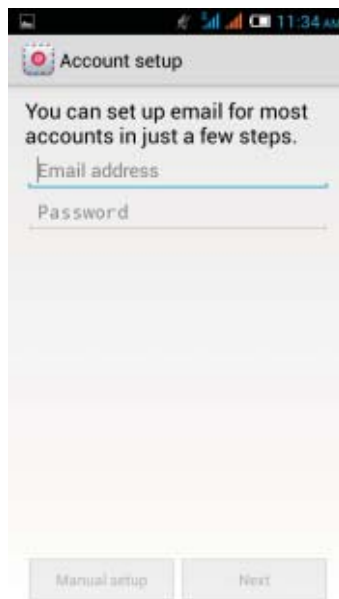 11:34 AM
Account setup
You can set up email for most
accounts in just a few steps.
Email address
Password
Manual setup
Next